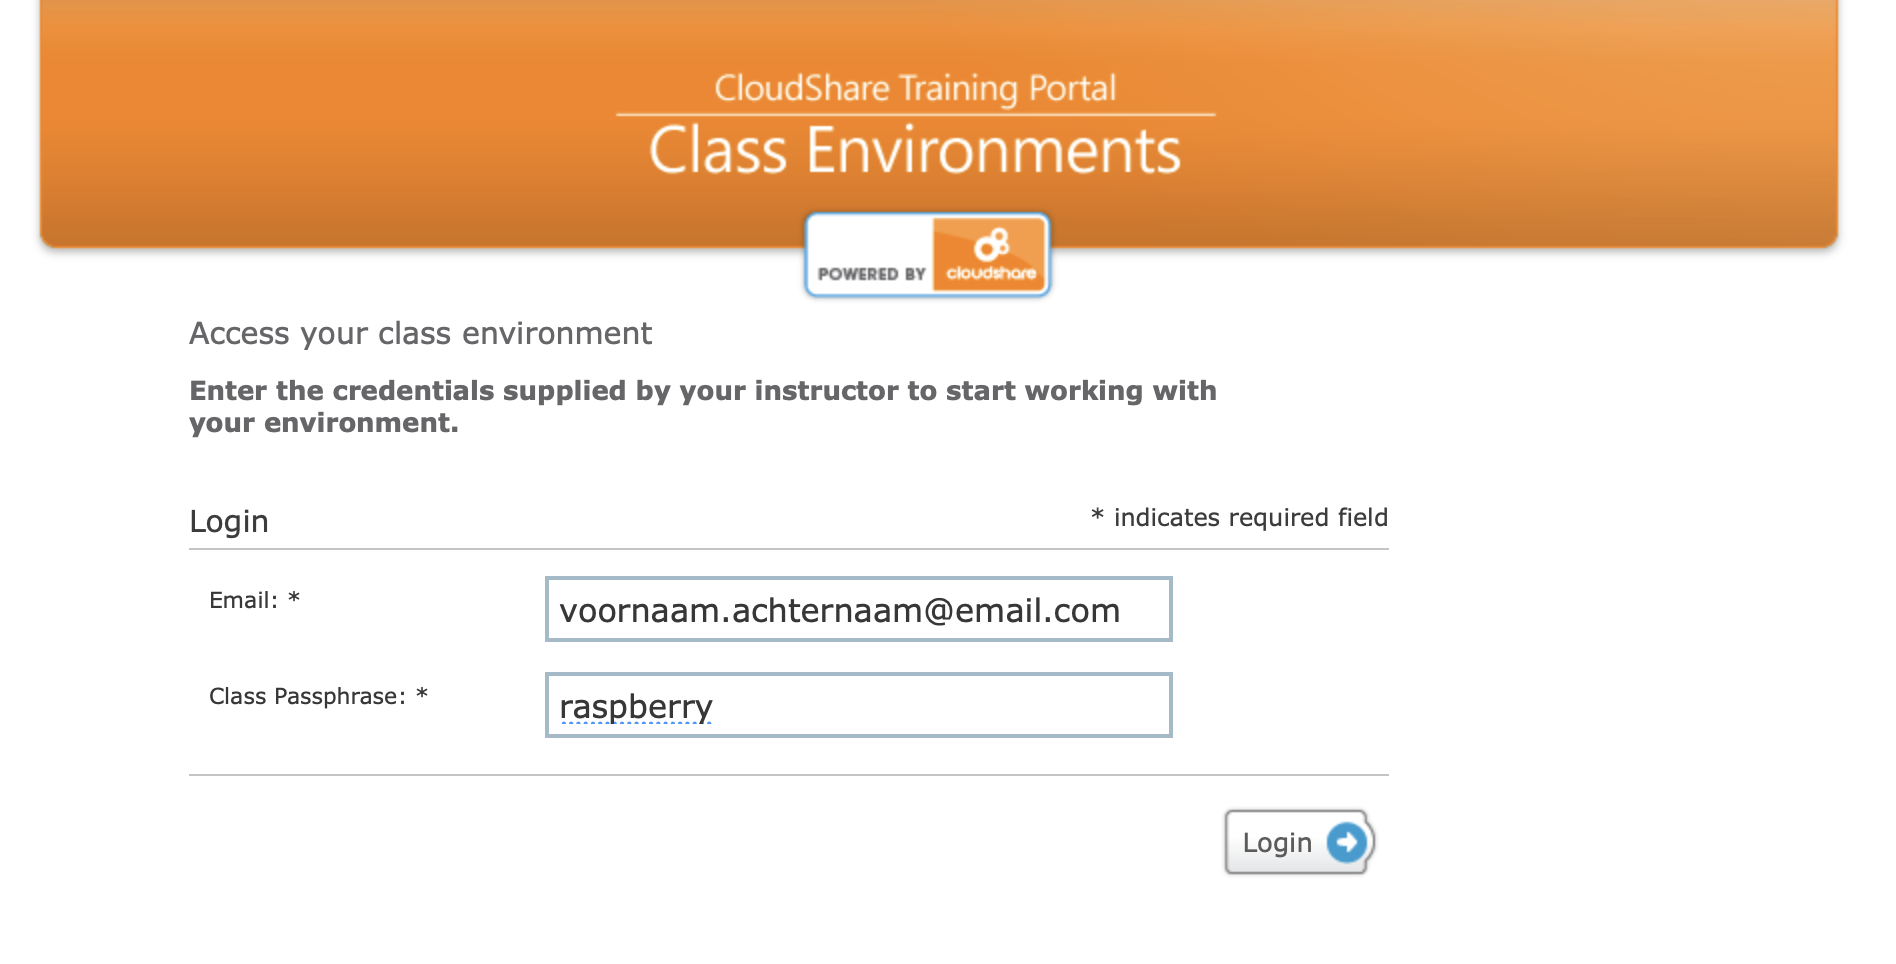 CloudShare Training Portal
Class Environments
POWERED BY cloudshare
Access your class environment
Enter the credentials supplied by your instructor to start working with
your environment.
Login * indicates required field
Email: * voornaam.achternaam@email.com
Class Passphrase: * raspberry
Login